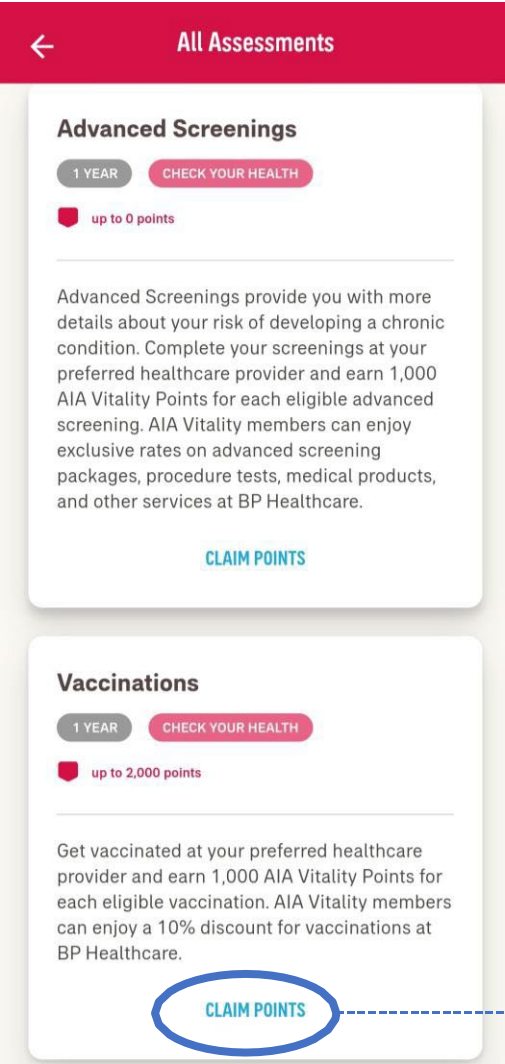 All Assessments
Advanced Screenings
1 YEAR CHECK YOUR HEALTH
up to 0 points
Advanced Screenings provide you with more
details about your risk of developing a chronic
condition. Complete your screenings at your
preferred healthcare provider and earn 1,000
AIA Vitality Points for each eligible advanced
screening. AIA Vitality members can enjoy
exclusive rates on advanced screening
packages, procedure tests, medical products,
and other services at BP Healthcare.
CLAIM POINTS
Vaccinations
1 YEAR CHECK YOUR HEALTH
up to 2,000 points
Get vaccinated at your preferred healthcare
provider and earn 1,000 AIA Vitality Points for
each eligible vaccination. AIA Vitality members
can enjoy a 10% discount for vaccinations at
BP Healthcare.
CLAIM POINTS